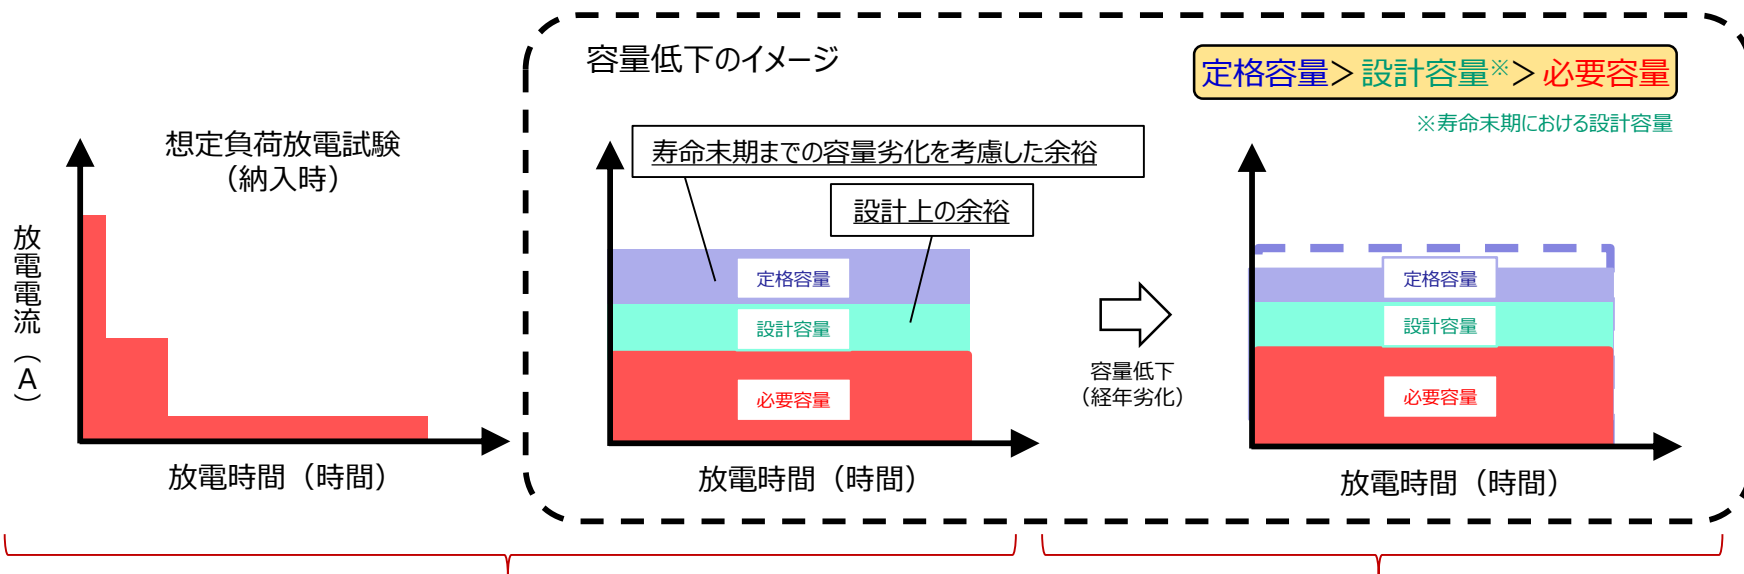 容量低下のイメージ
定格容量＞設計容量※＞必要容量
※寿命末期における設計容量
想定負荷放電試験
（納入時）
放電電流（A）
放電時間（時間）
寿命末期までの容量劣化を考慮した余裕
設計上の余裕
定格容量
設計容量
必要容量
放電時間（時間）
容量低下
（経年劣化）
定格容量
設計容量
必要容量
放電時間（時間）